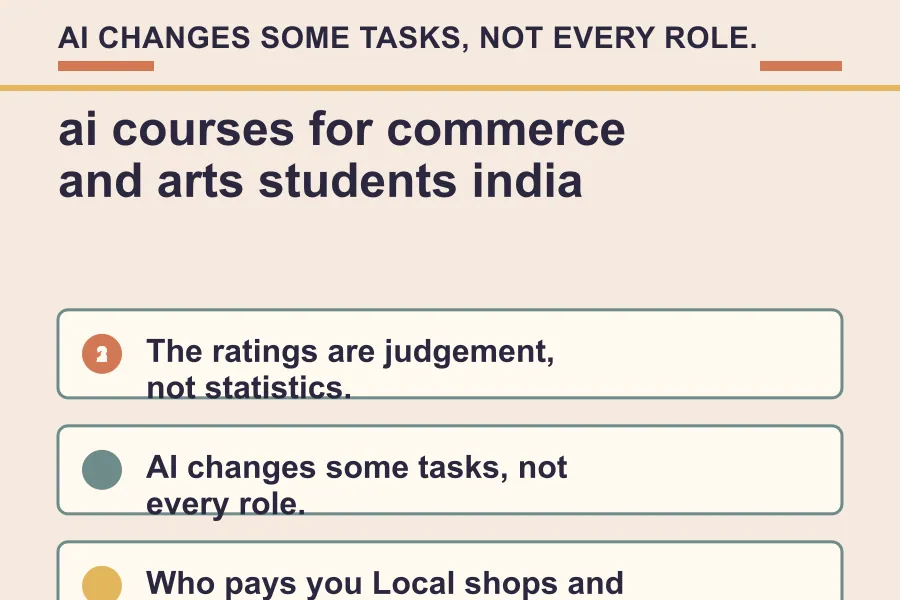 AI CHANGES SOME TASKS, NOT EVERY ROLE.
ai courses for commerce
and arts students india
The ratings are judgement,
not statistics.
AI changes some tasks, not
every role.
Who pays you Local shops and